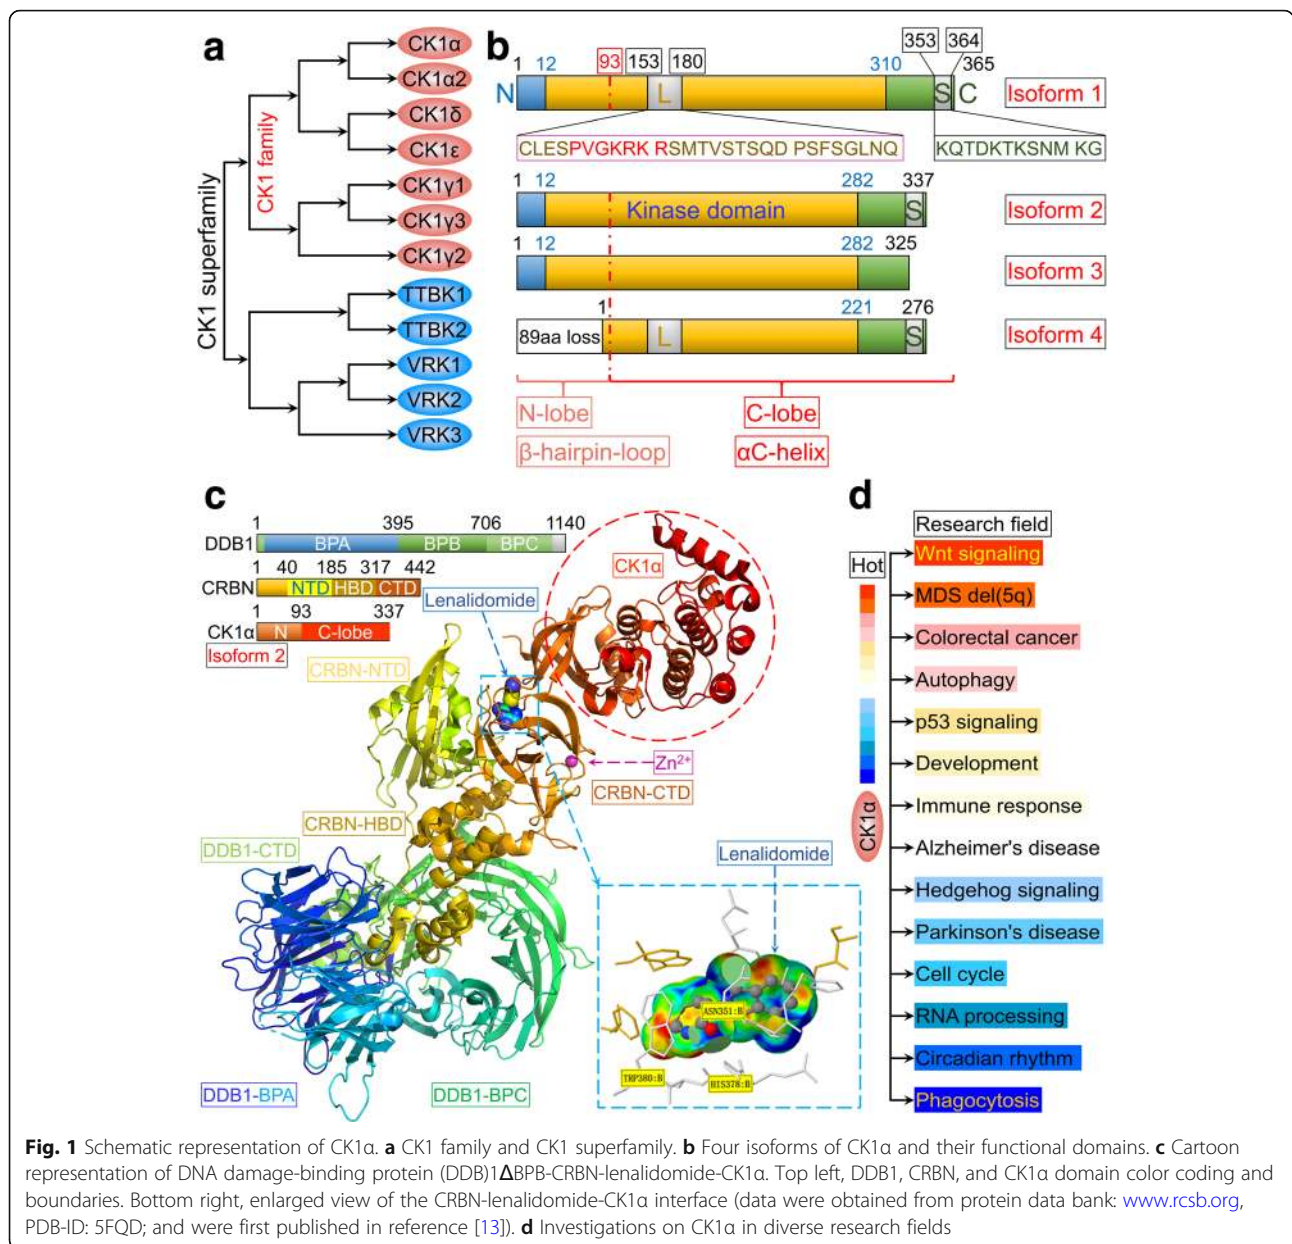 a
CK1 superfamily
CK1 family
CK1α
CK1α2
CK1δ
CK1ε
CK1γ1
CK1γ3
CK1γ2
TTBK1
TTBK2
VRK1
VRK2
VRK3
b
353 364
1 12 93 153 180 310 365
N L S C Isoform 1
CLESPVGKRKR RSMTVSTSQD PSFSGLNQ KQTDKTKSNM KG
1 12 282 337
Kinase domain S Isoform 2
1 12 282 325
Isoform 3
1 221 276
89aa loss L S Isoform 4
N-lobe C-lobe
β-hairpin-loop αC-helix
c
1 395 706 1140
DDB1 BPA BPB BPC
1 40 185 317 442
CRBN NTD HBD CTD
1 93 337
CK1α N C-lobe
Isoform 2
Lenalidomide
CK1α
CRBN-NTD
Zn²⁺
CRBN-CTD
CRBN-HBD
DDB1-CTD
Lenalidomide
ASN351:B
TRP380:B HIS378:B
DDB1-BPA DDB1-BPC
d
Research field
Hot
CK1α
Wnt signaling
MDS del(5q)
Colorectal cancer
Autophagy
p53 signaling
Development
Immune response
Alzheimer's disease
Hedgehog signaling
Parkinson's disease
Cell cycle
RNA processing
Circadian rhythm
Phagocytosis
Fig. 1 Schematic representation of CK1α. a CK1 family and CK1 superfamily. b Four isoforms of CK1α and their functional domains. c Cartoon
representation of DNA damage-binding protein (DDB)1ΔBPB-CRBN-lenalidomide-CK1α. Top left, DDB1, CRBN, and CK1α domain color coding and
boundaries. Bottom right, enlarged view of the CRBN-lenalidomide-CK1α interface (data were obtained from protein data bank: www.rcsb.org,
PDB-ID: 5FQD; and were first published in reference [13]). d Investigations on CK1α in diverse research fields